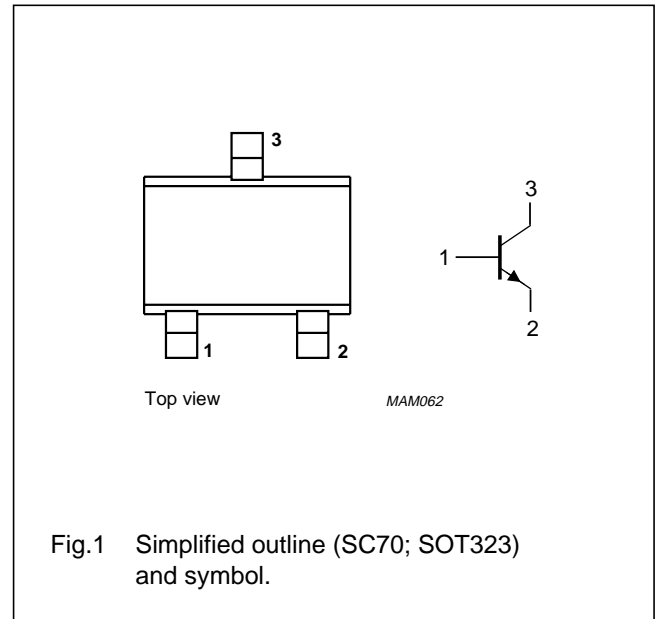 3
3
1
1
2
2
Top view
MAM062
Fig.1 Simplified outline (SC70; SOT323)
and symbol.